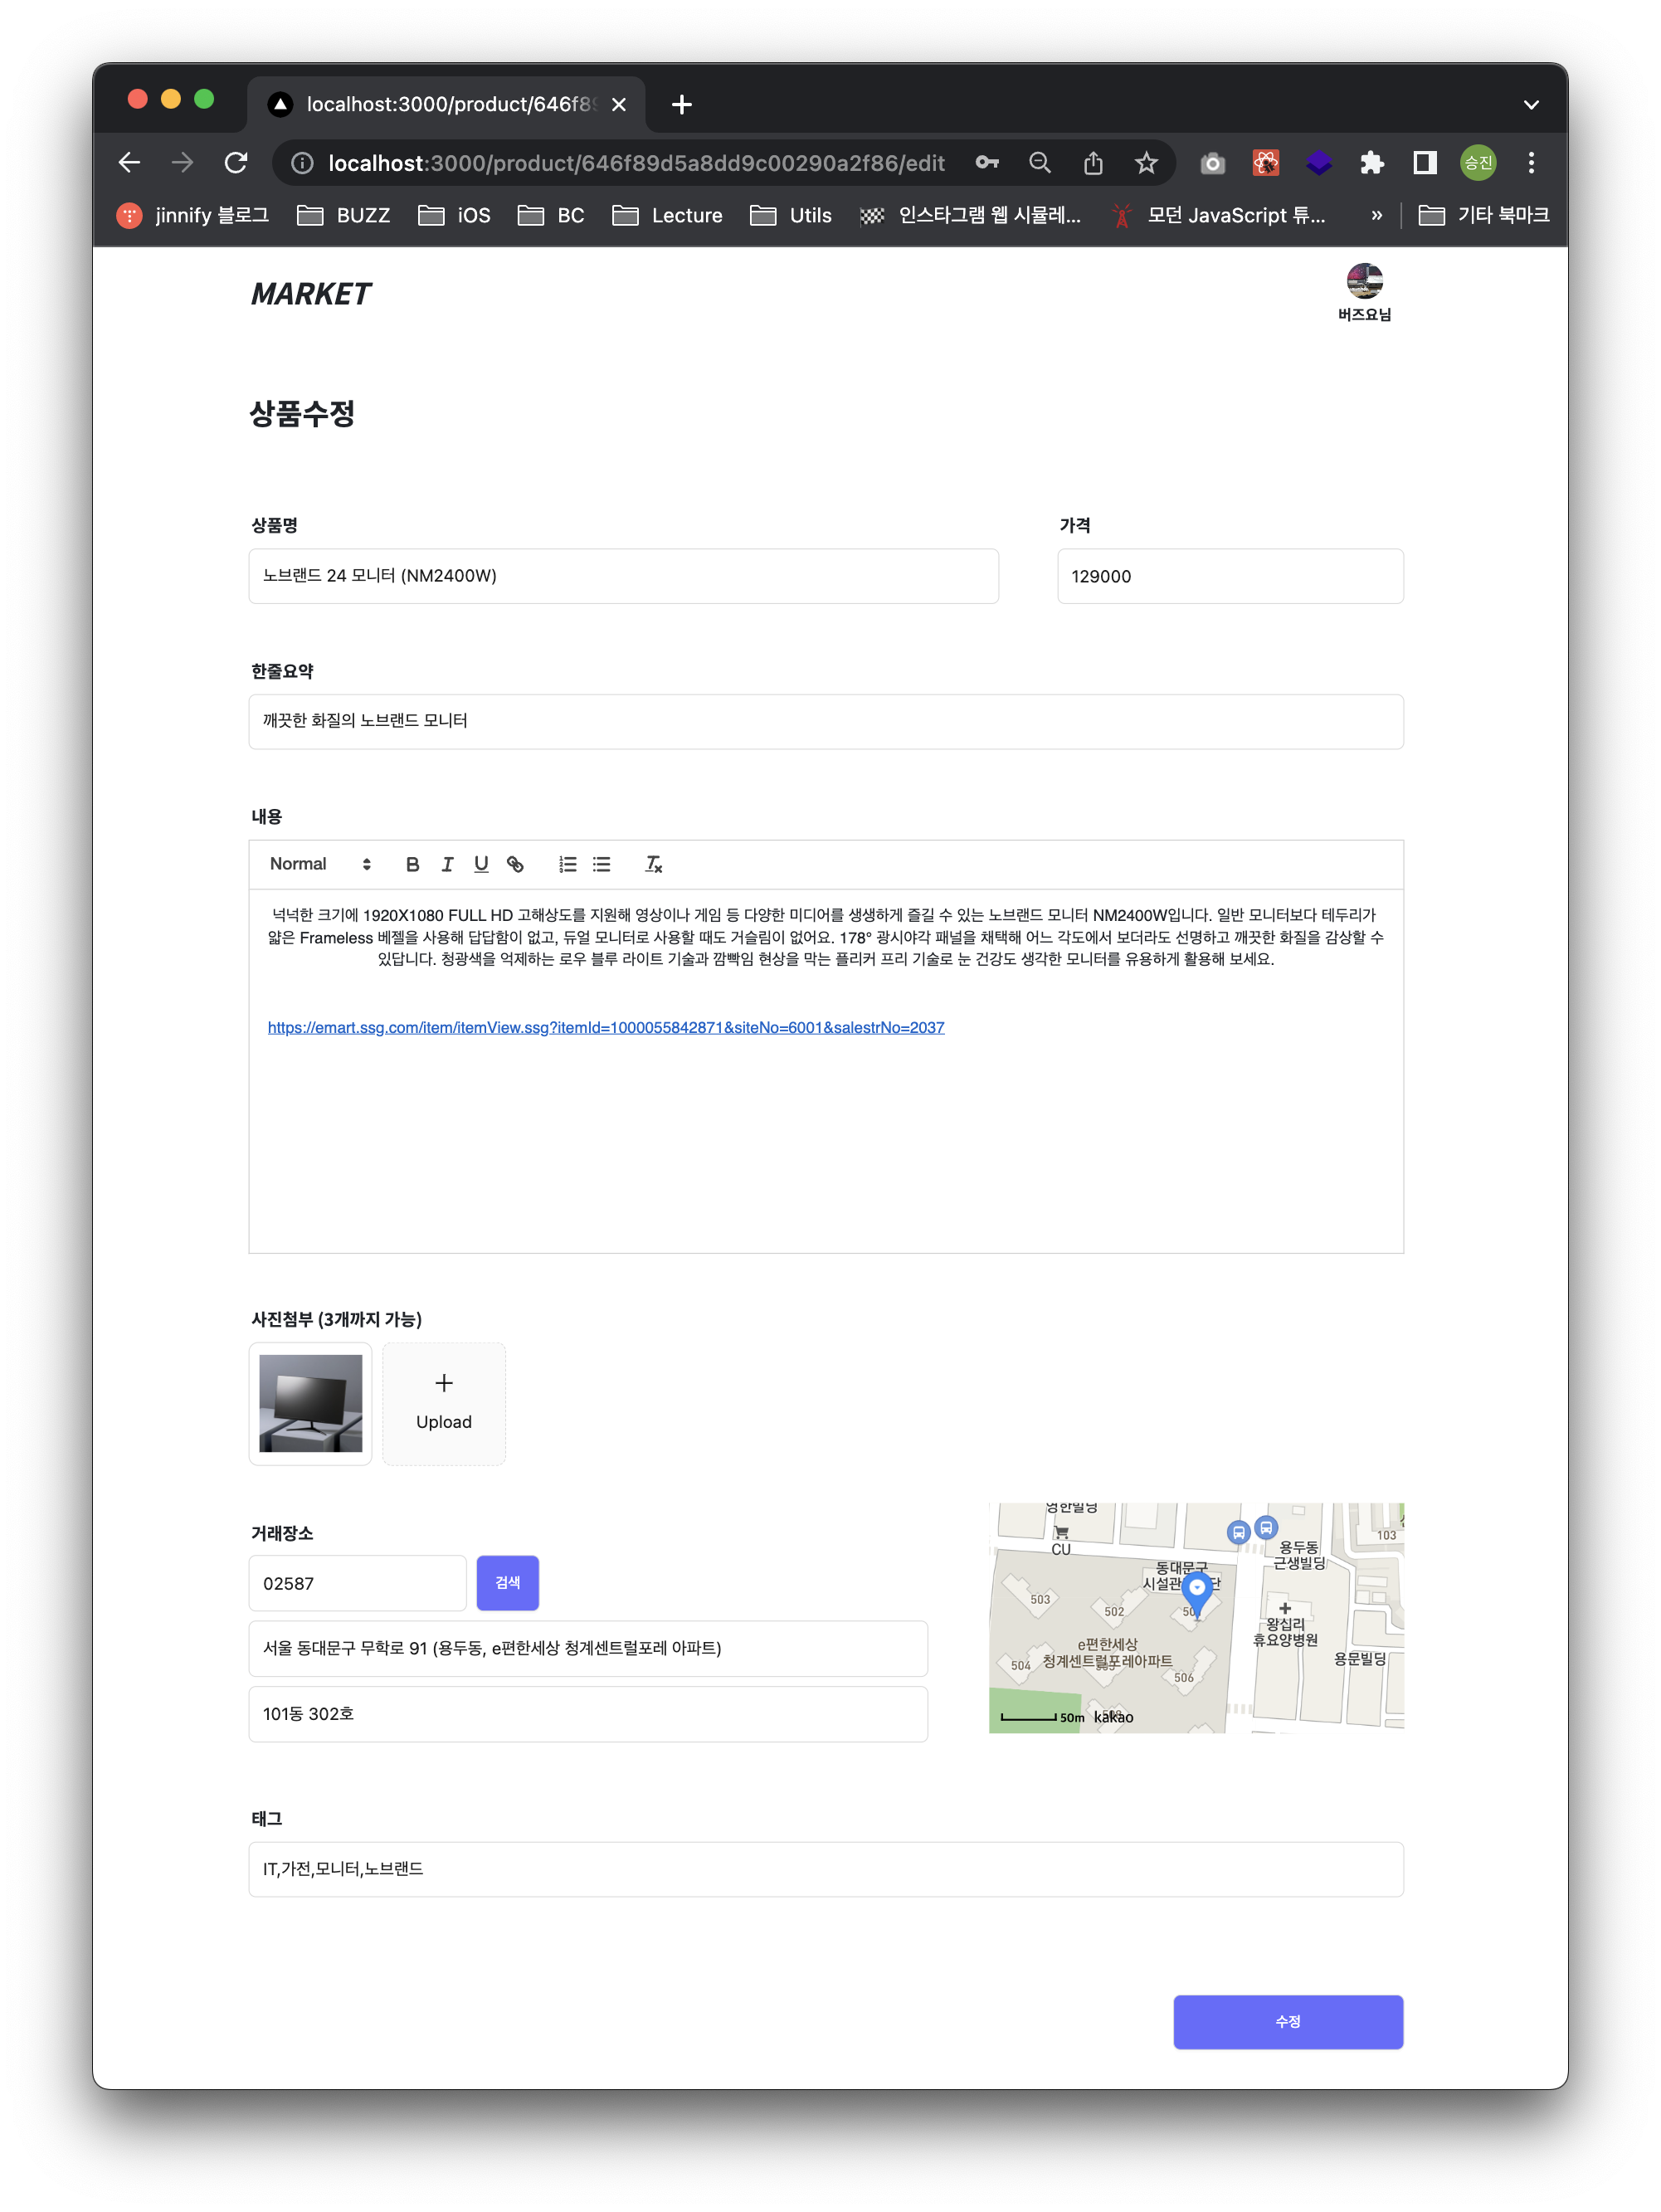 localhost:3000/product/646f89
localhost:3000/product/646f89d5a8dd9c00290a2f86/edit
승진
jinnify 블로그
BUZZ
iOS
BC
Lecture
Utils
인스타그램 웹 시뮬레...
모던 JavaScript 튜...
»
기타 북마크
MARKET
버즈요님
상품수정
상품명
가격
노브랜드 24 모니터 (NM2400W)
129000
한줄요약
깨끗한 화질의 노브랜드 모니터
내용
Normal
넉넉한 크기에 1920X1080 FULL HD 고해상도를 지원해 영상이나 게임 등 다양한 미디어를 생생하게 즐길 수 있는 노브랜드 모니터 NM2400W입니다. 일반 모니터보다 테두리가
얇은 Frameless 베젤을 사용해 답답함이 없고, 듀얼 모니터로 사용할 때도 거슬림이 없어요. 178° 광시야각 패널을 채택해 어느 각도에서 보더라도 선명하고 깨끗한 화질을 감상할 수
있답니다. 청광색을 억제하는 로우 블루 라이트 기술과 깜빡임 현상을 막는 플리커 프리 기술로 눈 건강도 생각한 모니터를 유용하게 활용해 보세요.
https://emart.ssg.com/item/itemView.ssg?itemId=1000055842871&siteNo=6001&salestrNo=2037
사진첨부 (3개까지 가능)
Upload
거래장소
02587
검색
서울 동대문구 무학로 91 (용두동, e편한세상 청계센트럴포레 아파트)
101동 302호
영한빌딩
CU
103
용두동
근생빌딩
동대문구
503
502
왕십리
휴요양병원
e편한세상
청계센트럴포레아파트
504
506
용문빌딩
50m
kakao
태그
IT,가전,모니터,노브랜드
수정